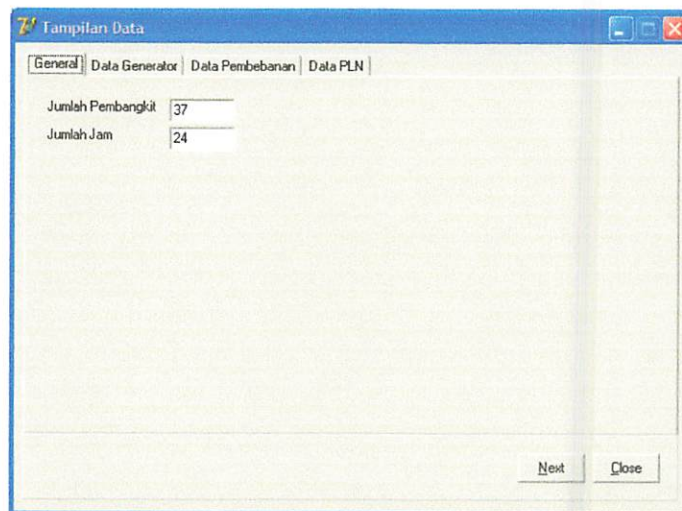 Tampilan Data
General Data Generator Data Pembebanan Data PLN
Jumlah Pembangkit 37
Jumlah Jam 24
Next Close